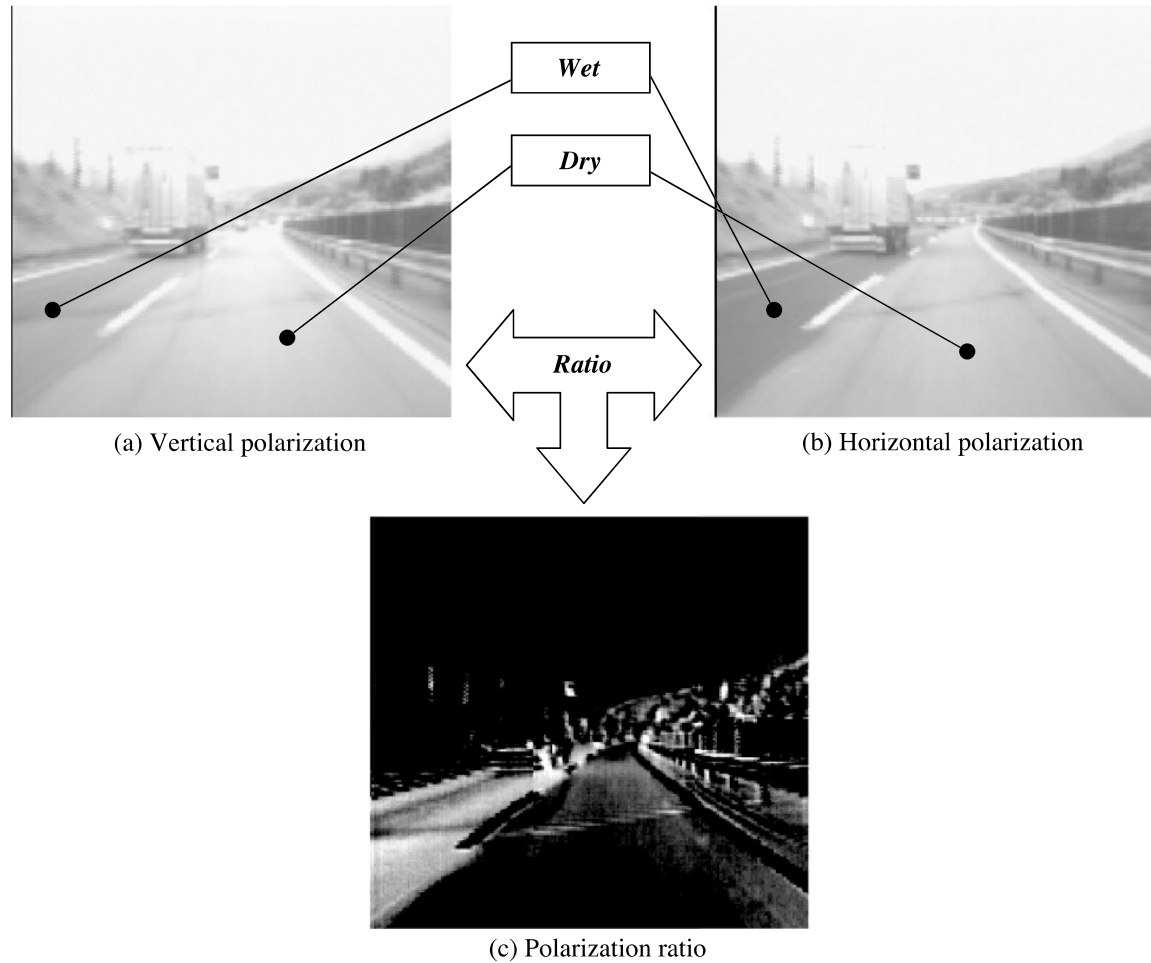 Wet
Dry
Ratio
(a) Vertical polarization
(b) Horizontal polarization
(c) Polarization ratio